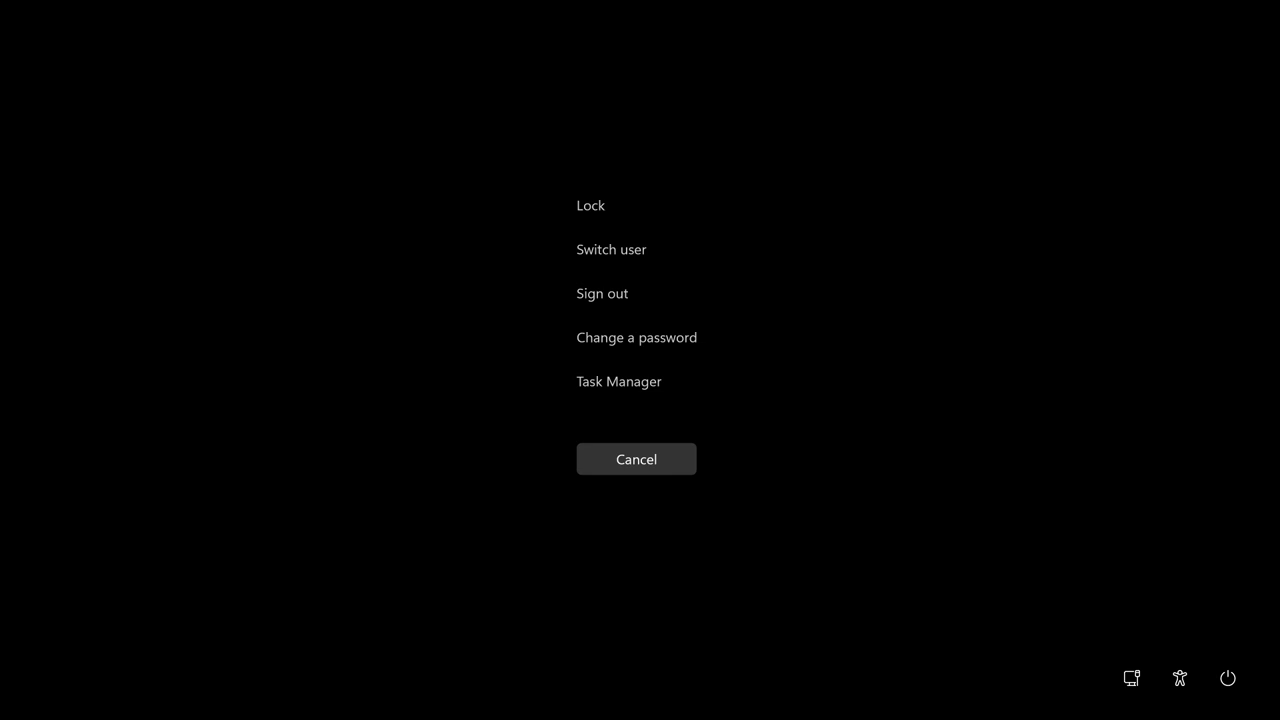 Lock
Switch user
Sign out
Change a password
Task Manager
Cancel